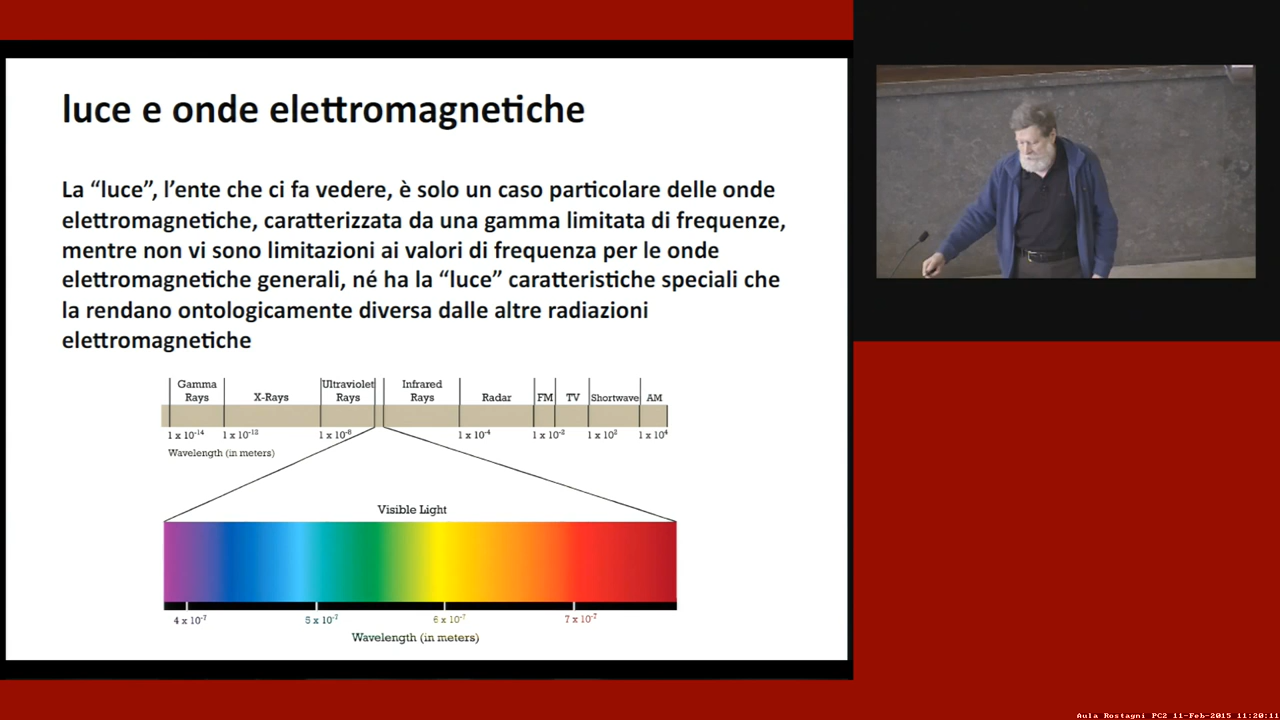 luce e onde elettromagnetiche
La “luce”, l’ente che ci fa vedere, è solo un caso particolare delle onde
elettromagnetiche, caratterizzata da una gamma limitata di frequenze,
mentre non vi sono limitazioni ai valori di frequenza per le onde
elettromagnetiche generali, né ha la “luce” caratteristiche speciali che
la rendano ontologicamente diversa dalle altre radiazioni
elettromagnetiche
Gamma Rays X-Rays Ultraviolet Rays Infrared Rays Radar FM TV Shortwave AM
1 x 10⁻¹⁴ 1 x 10⁻¹² 1 x 10⁻⁸ 1 x 10⁻⁴ 1 x 10⁻² 1 x 10² 1 x 10⁴
Wavelength (in meters)
Visible Light
4 x 10⁻⁷ 5 x 10⁻⁷ 6 x 10⁻⁷ 7 x 10⁻⁷
Wavelength (in meters)
Aula Rostagni PC2 11-Feb-2015 11:20:11